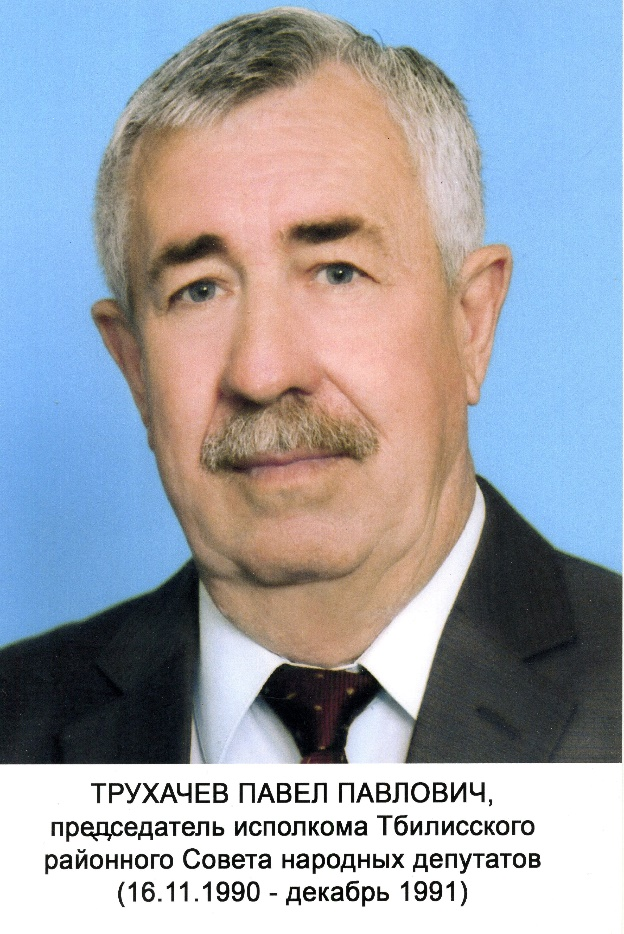 ТРУХАЧЕВ ПАВЕЛ ПАВЛОВИЧ,
председатель исполкома Тбилисского
районного Совета народных депутатов
(16.11.1990 - декабрь 1991)